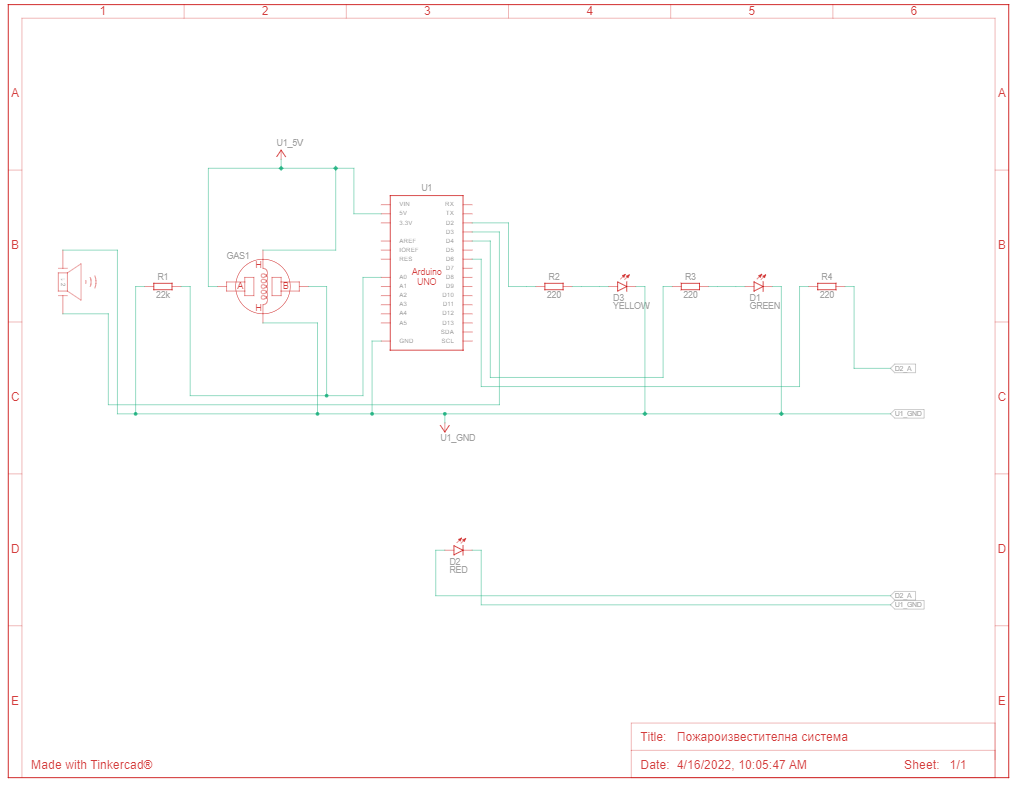 1 2 3 4 5 6
A A
U1_5V
U1
VIN RX
5V TX
3.3V D2
D3
AREF D4
IOREF D5
RES D6
D7
A0 D8
A1 D9
A2 D10
A3 D11
A4 D12
A5 D13
SDA
GND SCL
Arduino
UNO
B B
GAS1
H
A B
H
R1
22k
R2
220
D3
YELLOW
R3
220
D1
GREEN
R4
220
D2_A
C C
U1_GND
U1_GND
D D
D2
RED
D2_A
U1_GND
E E
Title: Пожароизвестителна система
Made with Tinkercad®
Date: 4/16/2022, 10:05:47 AM Sheet: 1/1